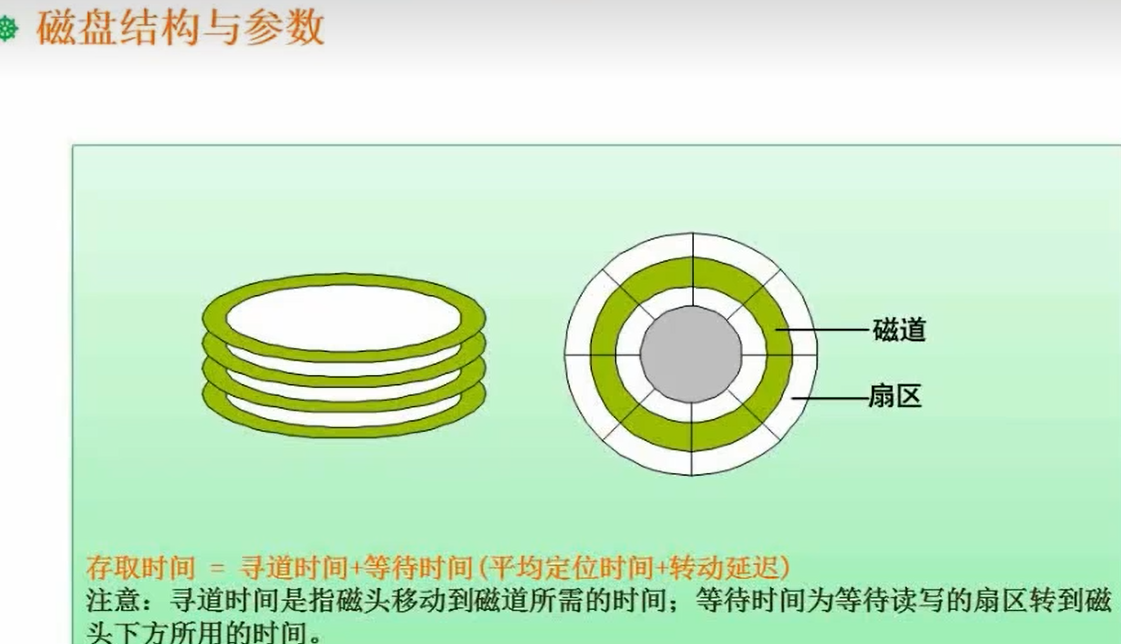 磁盘结构与参数
磁道
扇区
存取时间 = 寻道时间+等待时间(平均定位时间+转动延迟)
注意：寻道时间是指磁头移动到磁道所需的时间；等待时间为等待读写的扇区转到磁
头下方所用的时间。